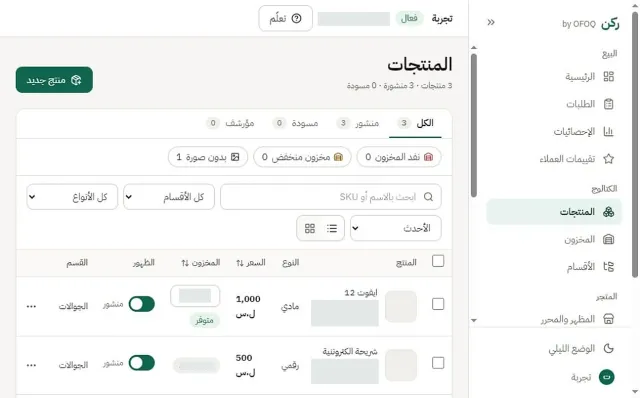 ركن
by OFOQ
البيع
الرئيسية
الطلبات
الإحصائيات
تقييمات العملاء
الكتالوج
المنتجات
المخزون
الأقسام
المتجر
المظهر والمحرر
الوضع الليلي
تجربة
تجربة
فعال
تعلّم
المنتجات
3 منتجات · 3 منشورة · 0 مسودة
منتج جديد
الكل 3
منشور 3
مسودة 0
مؤرشف 0
نفد المخزون 0
مخزون منخفض 0
بدون صورة 1
ابحث بالاسم أو SKU
كل الأقسام
كل الأنواع
الأحدث
المنتج
النوع
السعر
المخزون
الظهور
القسم
ايفوت 12
مادي
1,000
ل.س
متوفر
منشور
الجوالات
شريحة الكتروتنية
رقمي
500
ل.س
منشور
الجوالات